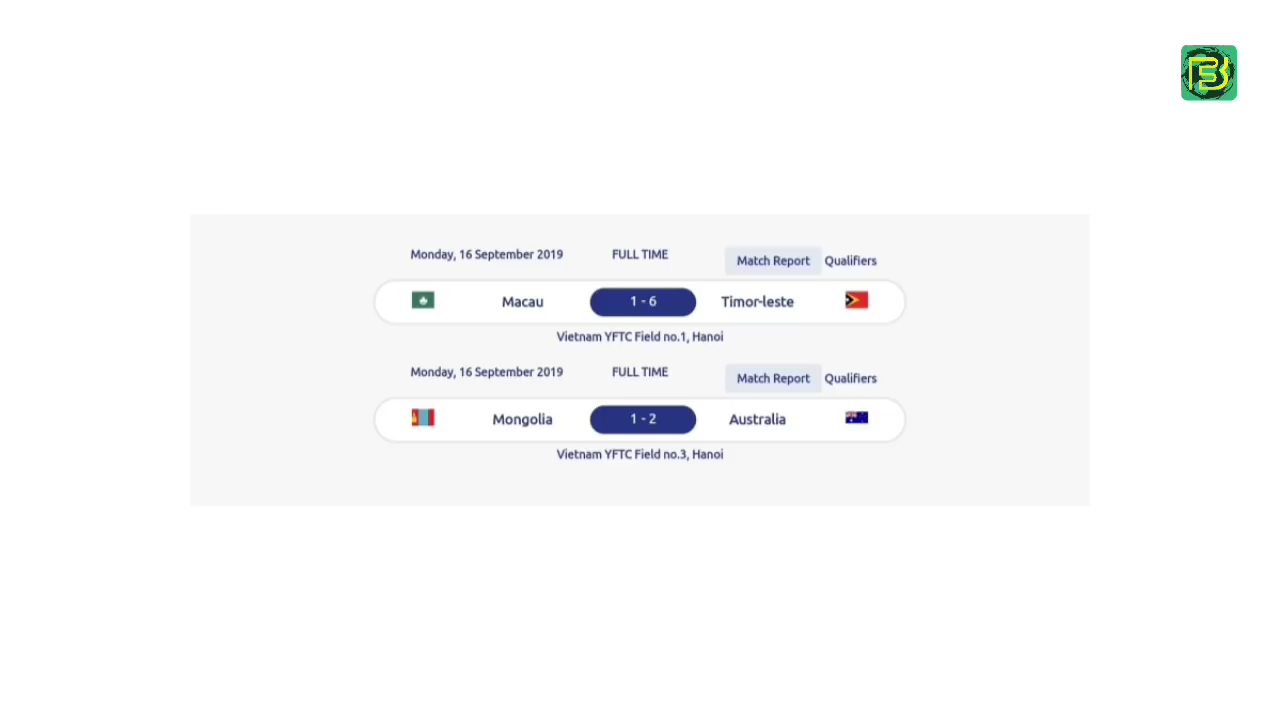 Monday, 16 September 2019 FULL TIME Match Report Qualifiers
Macau 1 - 6 Timor-leste
Vietnam YFTC Field no.1, Hanoi
Monday, 16 September 2019 FULL TIME Match Report Qualifiers
Mongolia 1 - 2 Australia
Vietnam YFTC Field no.3, Hanoi